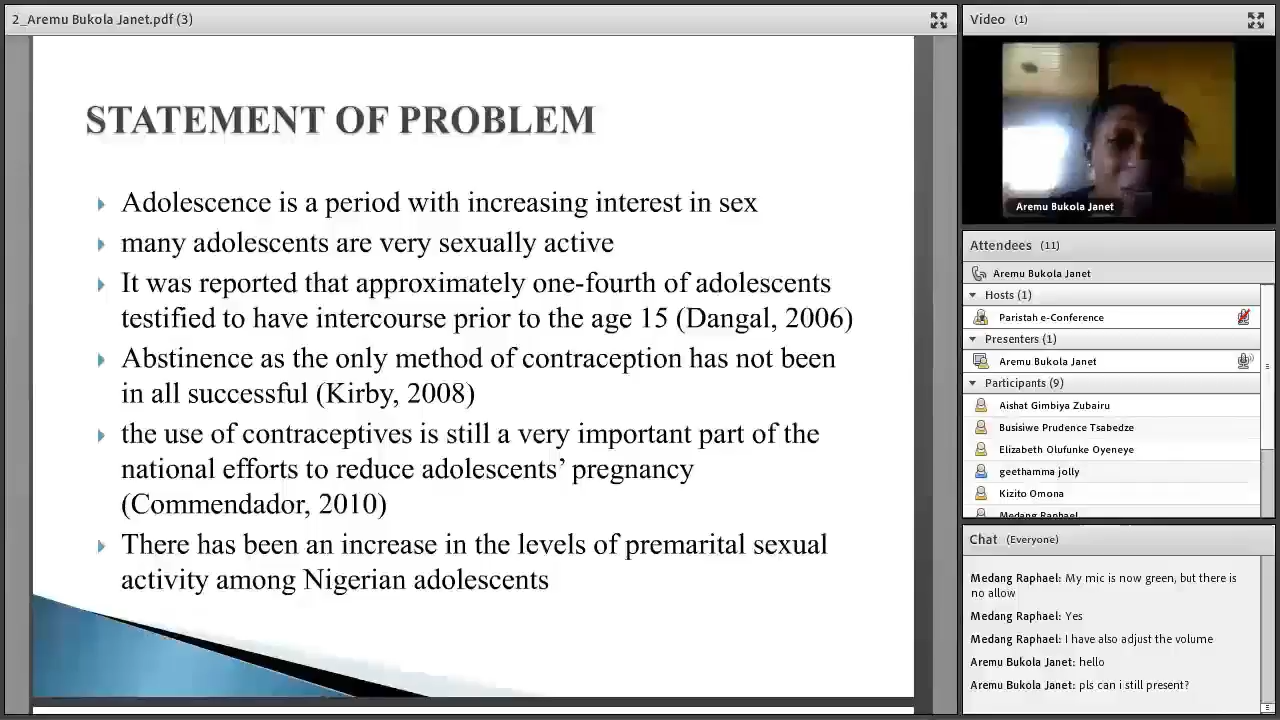 2_Aremu Bukola Janet.pdf (3)
STATEMENT OF PROBLEM
Adolescence is a period with increasing interest in sex
many adolescents are very sexually active
It was reported that approximately one-fourth of adolescents
testified to have intercourse prior to the age 15 (Dangal, 2006)
Abstinence as the only method of contraception has not been
in all successful (Kirby, 2008)
the use of contraceptives is still a very important part of the
national efforts to reduce adolescents’ pregnancy
(Commendador, 2010)
There has been an increase in the levels of premarital sexual
activity among Nigerian adolescents
Video (1)
Aremu Bukola Janet
Attendees (11)
Aremu Bukola Janet
Hosts (1)
Paristah e-Conference
Presenters (1)
Aremu Bukola Janet
Participants (9)
Aishat Gimbiya Zubairu
Busisiwe Prudence Tsabedze
Elizabeth Olufunke Oyeneye
geethamma jolly
Kizito Omona
Medang Raphael
Chat (Everyone)
Medang Raphael: My mic is now green, but there is
no allow
Medang Raphael: Yes
Medang Raphael: I have also adjust the volume
Aremu Bukola Janet: hello
Aremu Bukola Janet: pls can i still present?